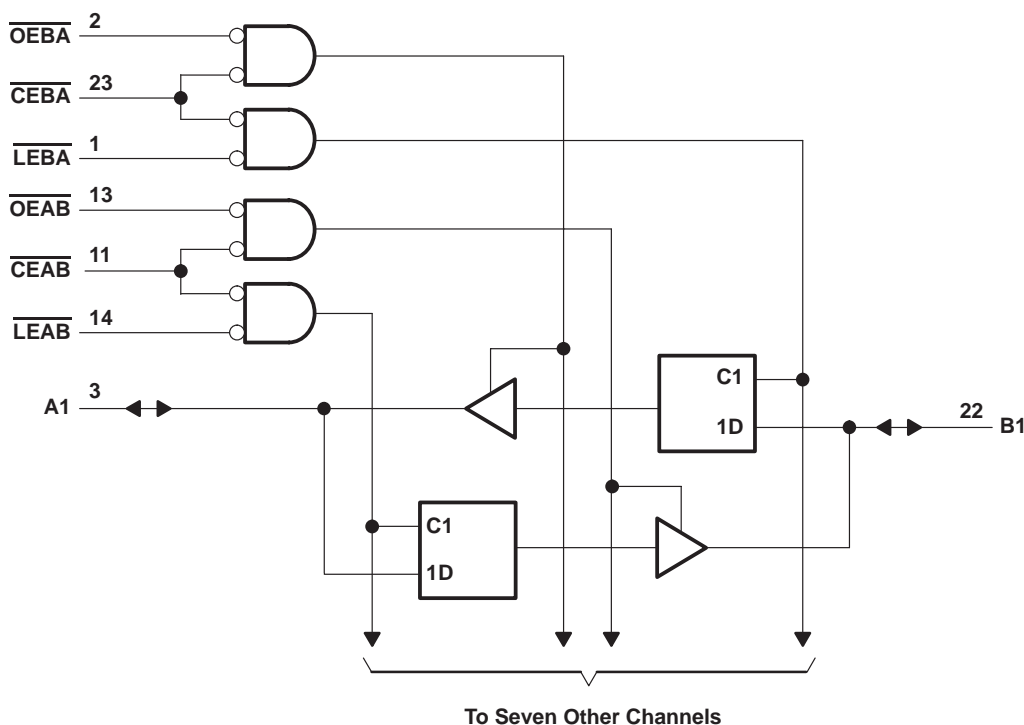 OEBA 2
CEBA 23
LEBA 1
OEAB 13
CEAB 11
LEAB 14
C1
A1 3
1D
22 B1
C1
1D
To Seven Other Channels